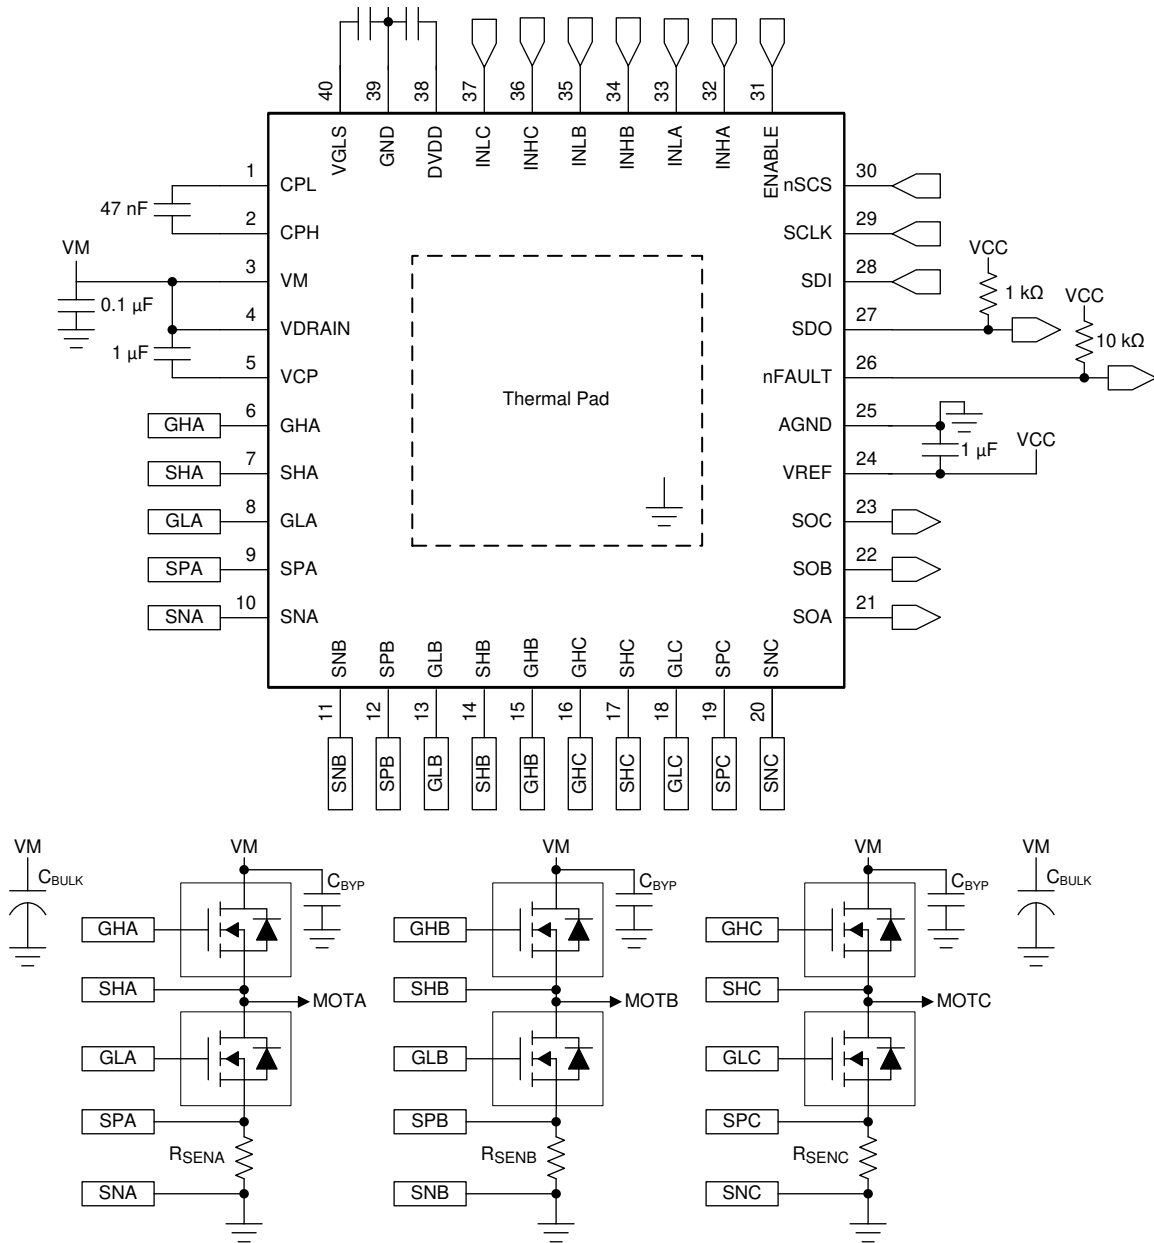 40
39
38
37
36
35
34
33
32
31
VGLS
GND
DVDD
INLC
INHC
INLB
INHB
INLA
INHA
ENABLE
1
CPL
47 nF
2
CPH
VM
3
VM
0.1 µF
4
VDRAIN
1 µF
5
VCP
GHA
6
GHA
SHA
7
SHA
GLA
8
GLA
SPA
9
SPA
SNA
10
SNA
Thermal Pad
nSCS
30
SCLK
29
VCC
SDI
28
1 kΩ
VCC
SDO
27
10 kΩ
nFAULT
26
AGND
25
1 µF
VCC
VREF
24
SOC
23
SOB
22
SOA
21
SNB
SPB
GLB
SHB
GHB
GHC
SHC
GLC
SPC
SNC
11
12
13
14
15
16
17
18
19
20
SNB
SPB
GLB
SHB
GHB
GHC
SHC
GLC
SPC
SNC
VM
CBULK
VM
CBYP
GHA
SHA
MOTA
GLA
SPA
RSENA
SNA
VM
CBYP
GHB
SHB
MOTB
GLB
SPB
RSENB
SNB
VM
CBYP
GHC
SHC
MOTC
GLC
SPC
RSENC
SNC
VM
CBULK